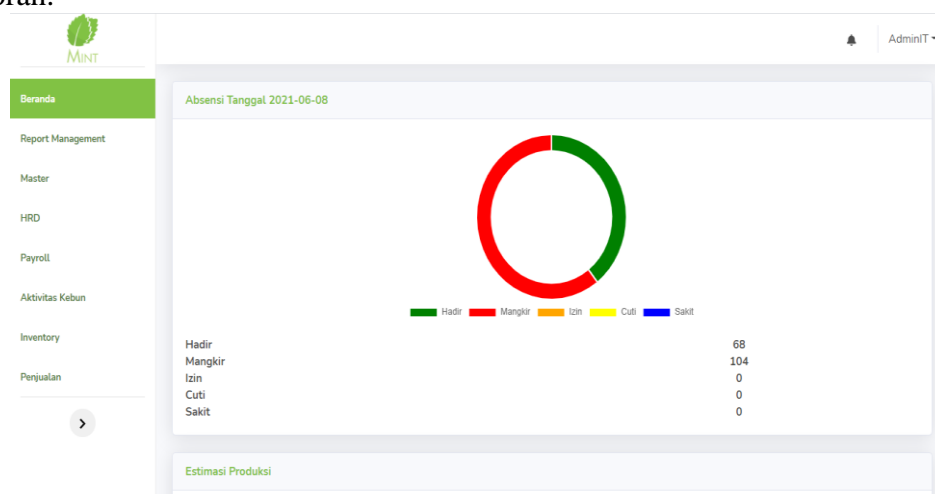 MINT
AdminIT
Beranda
Report Management
Master
HRD
Payroll
Aktivitas Kebun
Inventory
Penjualan
Absensi Tanggal 2021-06-08
Hadir Mangkir Izin Cuti Sakit
Hadir 68
Mangkir 104
Izin 0
Cuti 0
Sakit 0
Estimasi Produksi